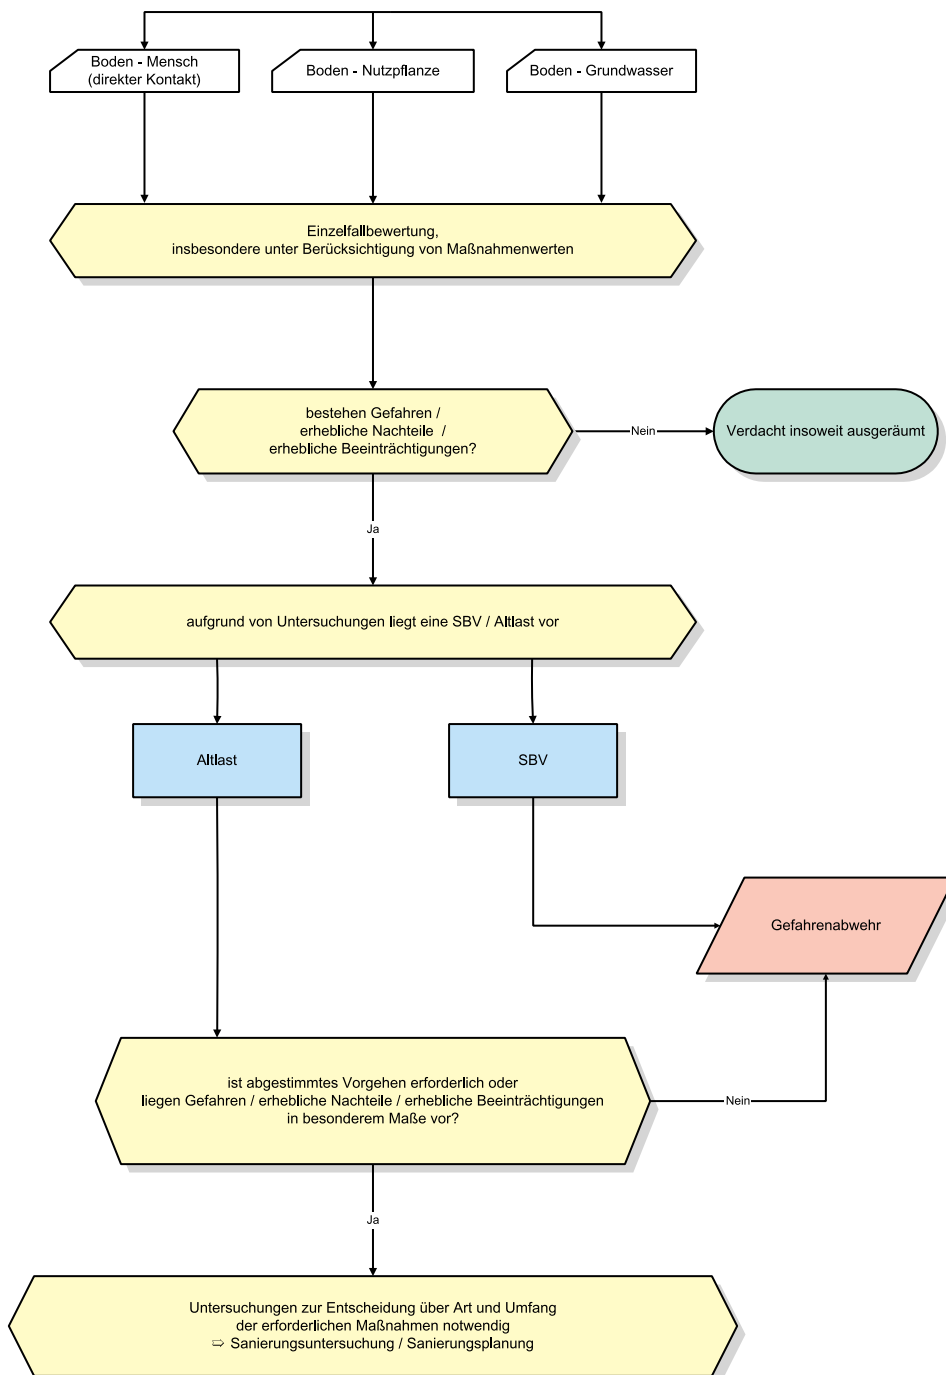 Boden - Mensch
(direkter Kontakt)
Boden - Nutzpflanze
Boden - Grundwasser
Einzelfallbewertung,
insbesondere unter Berücksichtigung von Maßnahmenwerten
bestehen Gefahren /
erhebliche Nachteile /
erhebliche Beeinträchtigungen?
Nein
Verdacht insoweit ausgeräumt
Ja
aufgrund von Untersuchungen liegt eine SBV / Altlast vor
Altlast
SBV
Gefahrenabwehr
ist abgestimmtes Vorgehen erforderlich oder
liegen Gefahren / erhebliche Nachteile / erhebliche Beeinträchtigungen
in besonderem Maße vor?
Nein
Ja
Untersuchungen zur Entscheidung über Art und Umfang
der erforderlichen Maßnahmen notwendig
⇨ Sanierungsuntersuchung / Sanierungsplanung